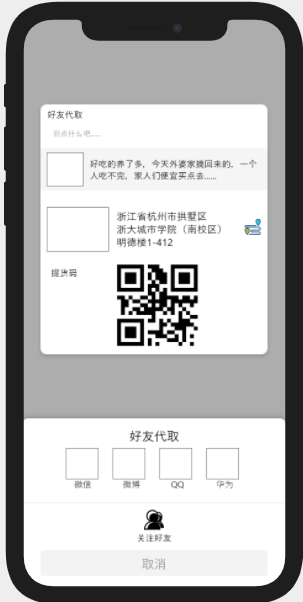 好友代取
说点什么吧......
好吃的养了多，今天外婆家摘回来的，一个
人吃不完，家人们便宜买点去......
浙江省杭州市拱墅区
浙大城市学院（南校区）
明德楼1-412
提货码
好友代取
微信 微博 QQ 华为
关注好友
取消